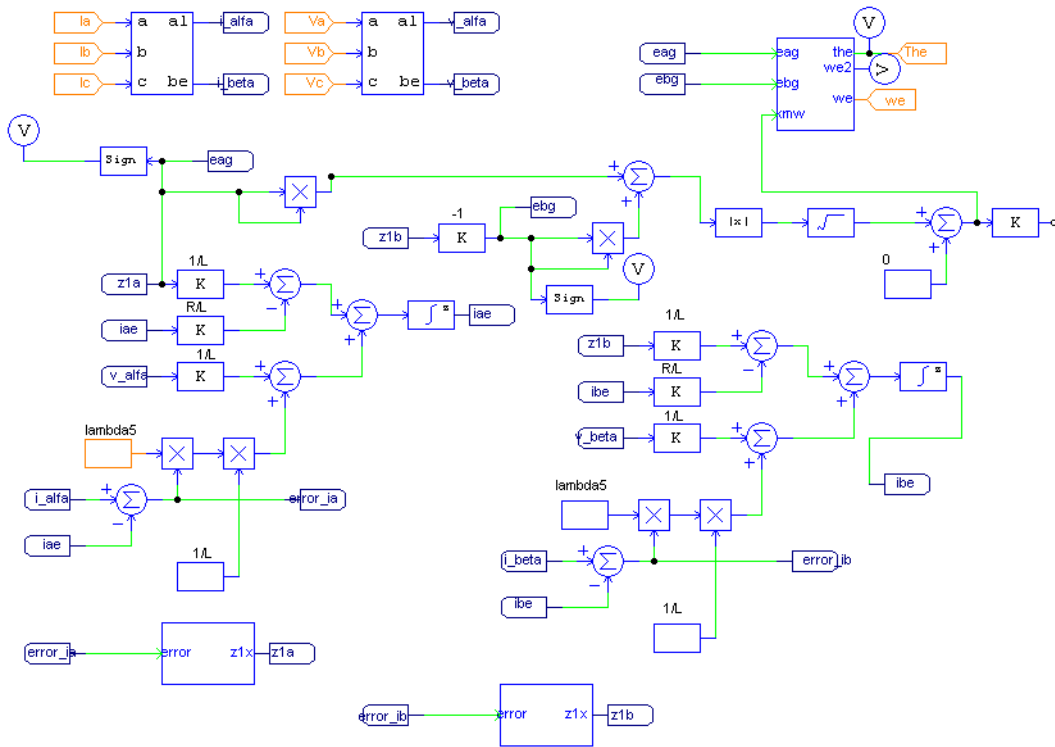 Ia a al i_alfa
Ib b
Ic c be i_beta
Va a al v_alfa
Vb b
Vc c be v_beta
V
eag eag the The
we2 V
ebg ebg
we we
xmw
V
Sign eag
× Σ
-1
z1b K ebg
×
V
Sign
|x| √ Σ K
0
1/L
z1a K Σ
R/L
iae K Σ ∫ z iae
1/L
v_alfa K Σ
lambda5
× ×
i_alfa Σ error_ia
iae
1/L
1/L
z1b K Σ
R/L
ibe K Σ ∫ z
1/L
v_beta K Σ
ibe
lambda5
× ×
i_beta Σ error_ib
ibe
1/L
error_ia error z1x z1a
error_ib error z1x z1b